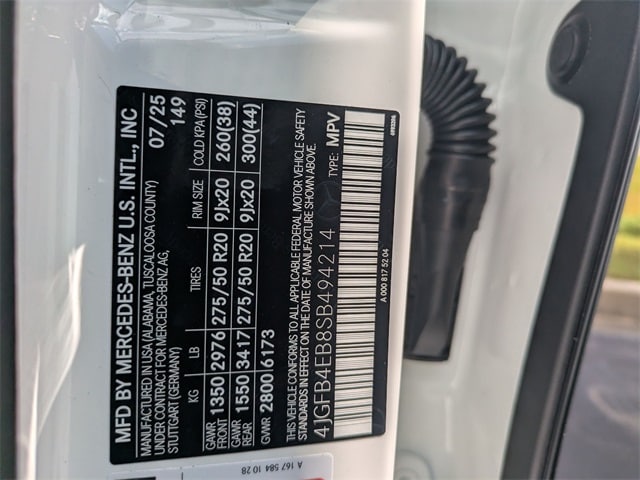 MFD BY MERCEDES-BENZ U.S. INTL., INC
MANUFACTURED IN USA (ALABAMA, TUSCALOOSA COUNTY) 07/25
UNDER CONTRACT FOR MERCEDES-BENZ AG, 149
STUTTGART (GERMANY)
KG LB TIRES RIM SIZE COLD KPA (PSI)
GAWR FRONT 1350 2976 275/50 R20 9Jx20 260(38)
GAWR REAR 1550 3417 275/50 R20 9Jx20 300(44)
GVWR 2800 6173
THIS VEHICLE CONFORMS TO ALL APPLICABLE FEDERAL MOTOR VEHICLE SAFETY
STANDARDS IN EFFECT ON THE DATE OF MANUFACTURE SHOWN ABOVE.
4JGFB4EB8SB494214 TYPE: MPV
A 000 817 52 04
A 167 584 10 28